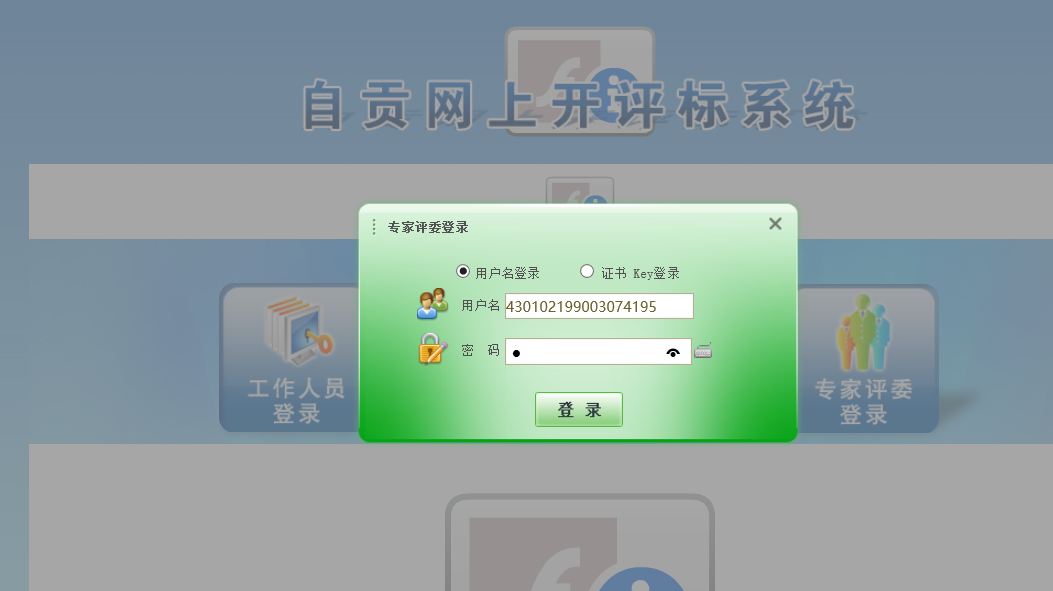 自贡网上开评标系统
专家评委登录
用户名登录 证书 Key登录
用户名 430102199003074195
密 码 ●
登 录
工作人员
登录
专家评委
登录